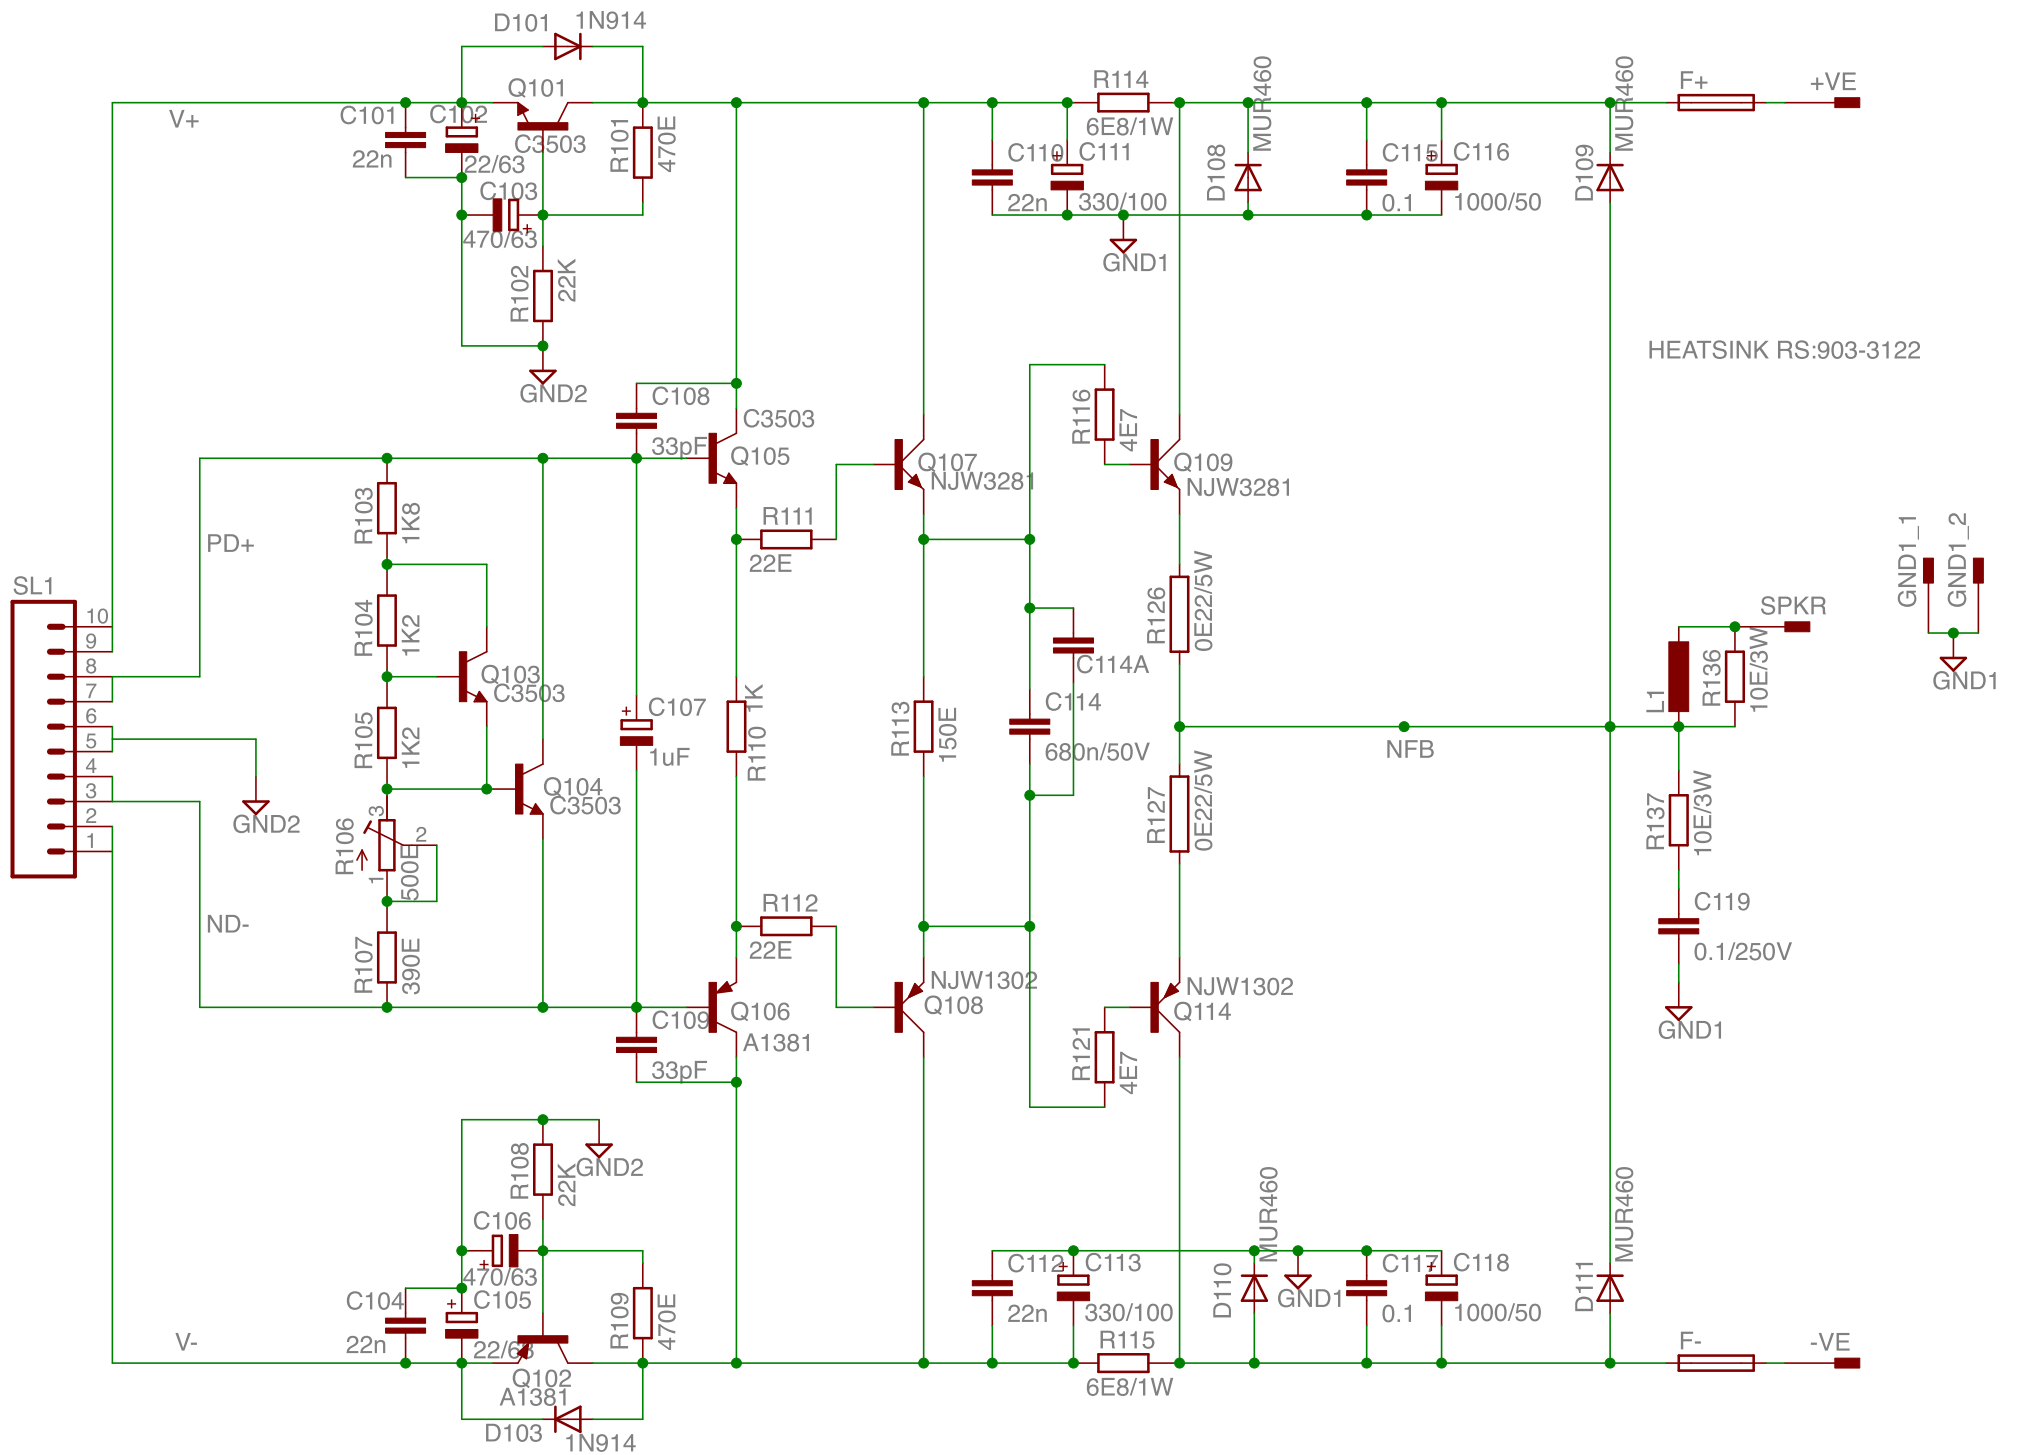 D101
1N914
Q101
C3503
V+
C101
22n
C102
+
22/63
C103
+
470/63
R101
470E
R102
22K
GND2
R114
6E8/1W
C110
22n
C111
+
330/100
GND1
D108
MUR460
C115
0.1
C116
+
1000/50
D109
MUR460
F+
+VE
HEATSINK RS:903-3122
C108
33pF
C3503
Q105
Q107
NJW3281
R116
4E7
Q109
NJW3281
PD+
R103
1K8
R111
22E
SL1
10
9
8
7
6
5
4
3
2
1
R104
1K2
Q103
C3503
R105
1K2
GND2
Q104
C3503
C107
+
1uF
R110
1K
R113
150E
C114A
C114
680n/50V
R126
0E22/5W
R127
0E22/5W
NFB
L1
R136
10E/3W
SPKR
GND1_1
GND1_2
GND1
R106
500E
3
2
1
R137
10E/3W
C119
0.1/250V
GND1
ND-
R107
390E
R112
22E
C109
33pF
Q106
A1381
NJW1302
Q108
NJW1302
Q114
R121
4E7
R108
22K
GND2
C106
+
470/63
C104
22n
C105
+
22/63
R109
470E
V-
Q102
A1381
D103
1N914
C112
22n
C113
+
330/100
R115
6E8/1W
D110
MUR460
GND1
C117
0.1
C118
+
1000/50
D111
MUR460
F-
-VE